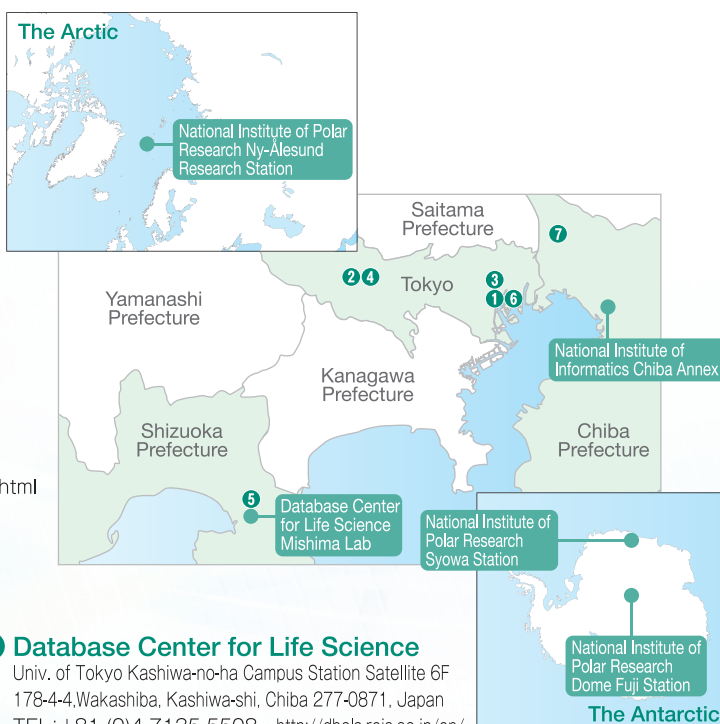 The Arctic
National Institute of Polar
Research Ny-Ålesund
Research Station
Saitama
Prefecture
7
2 4
Tokyo
3
1 6
Yamanashi
Prefecture
National Institute of
Informatics Chiba Annex
Kanagawa
Prefecture
Shizuoka
Prefecture
Chiba
Prefecture
html
5
Database Center
for Life Science
Mishima Lab
National Institute of
Polar Research
Syowa Station
National Institute of
Polar Research
Dome Fuji Station
The Antarctic
Database Center for Life Science
Univ. of Tokyo Kashiwa-no-ha Campus Station Satellite 6F
178-4-4,Wakashiba, Kashiwa-shi, Chiba 277-0871, Japan